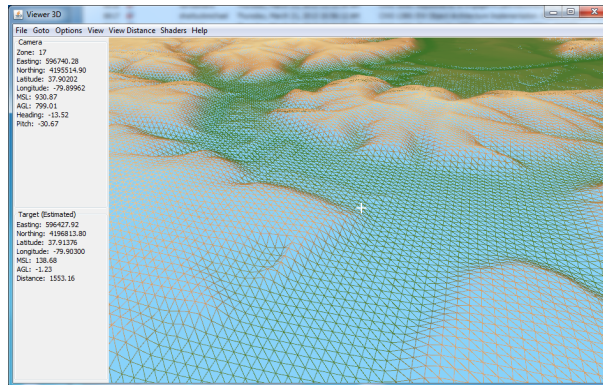 Viewer 3D
File Goto Options View View Distance Shaders Help
Camera
Zone: 17
Easting: 596740.28
Northing: 4195514.90
Latitude: 37.90202
Longitude: -79.89962
MSL: 930.87
AGL: 799.01
Heading: -13.52
Pitch: -30.67
Target (Estimated)
Easting: 596427.92
Northing: 4196813.80
Latitude: 37.91376
Longitude: -79.90300
MSL: 138.68
AGL: -1.23
Distance: 1553.16